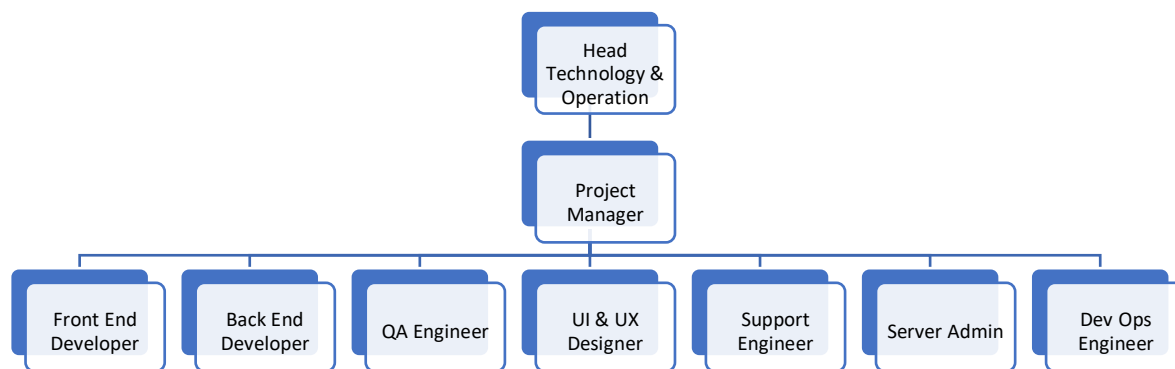 Head
Technology &
Operation
Project
Manager
Front End
Developer
Back End
Developer
QA Engineer
UI & UX
Designer
Support
Engineer
Server Admin
Dev Ops
Engineer